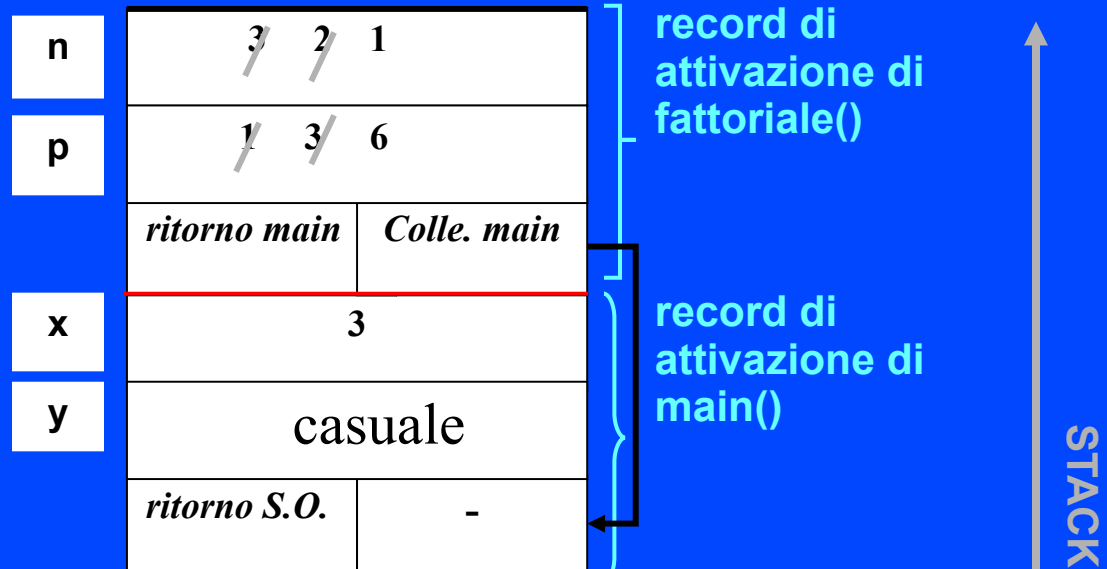 n
3 2 1
p
1 3 6
ritorno main
Colle. main
record di
attivazione di
fattoriale()
x
3
y
casuale
ritorno S.O.
-
record di
attivazione di
main()
STACK